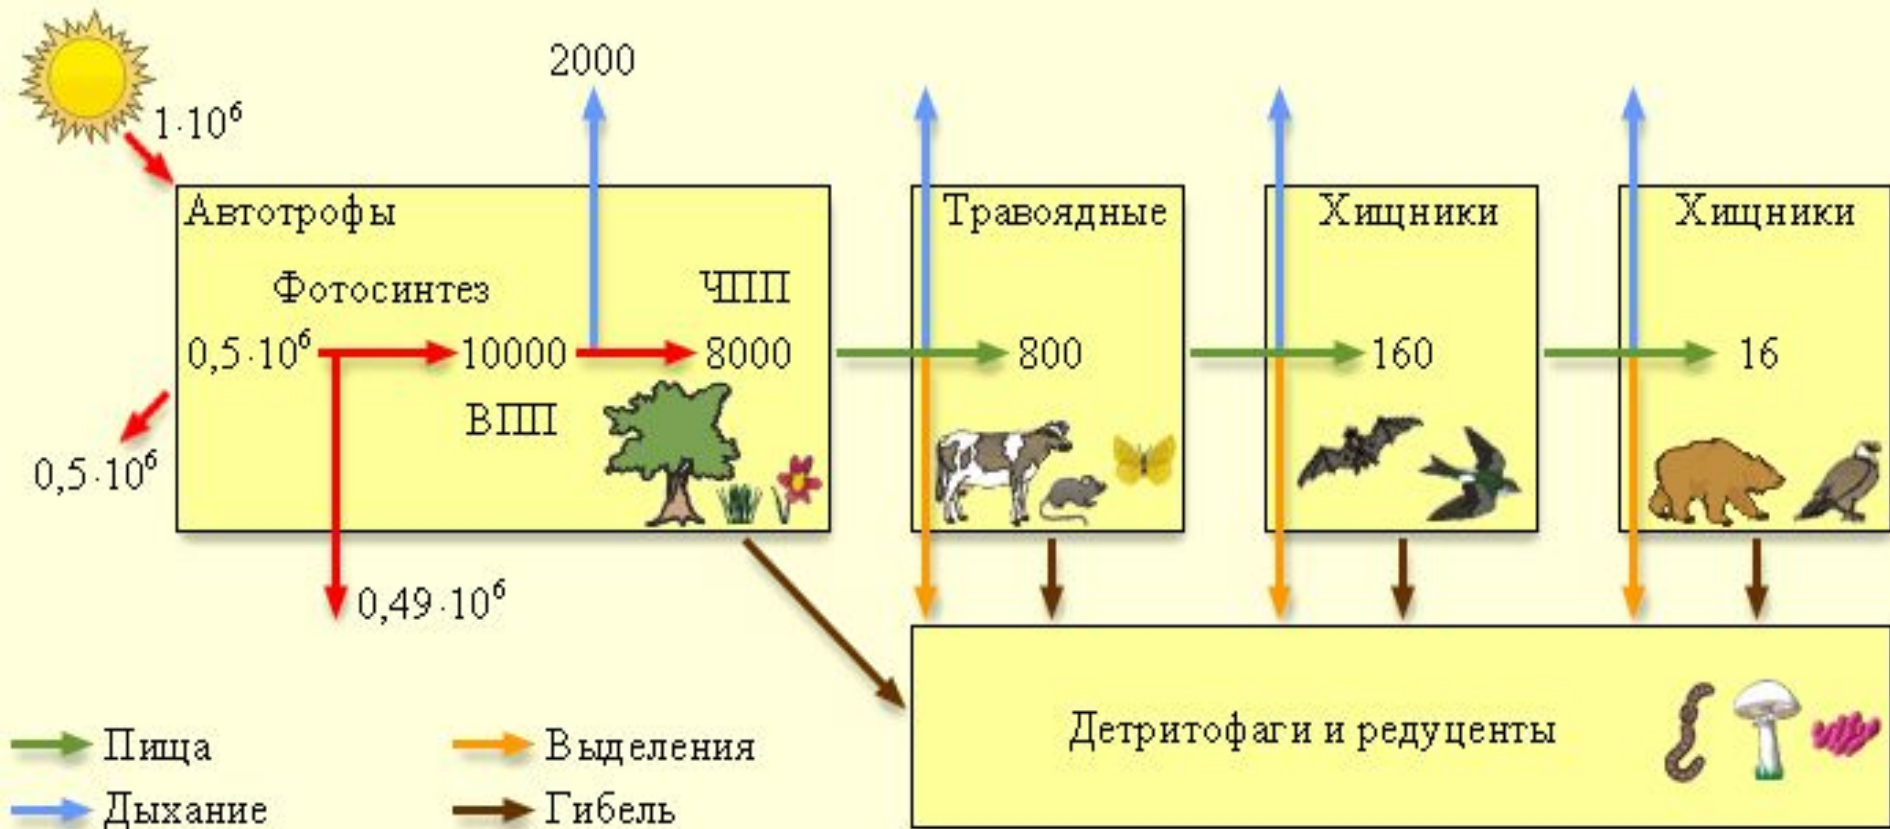 2000
1·10⁶
Автотрофы
Травоядные
Хищники
Хищники
Фотосинтез
ЧПП
0,5·10⁶
10000
8000
800
160
16
ВПП
0,5·10⁶
0,49·10⁶
Детритофаги и редуценты
Пища
Выделения
Дыхание
Гибель